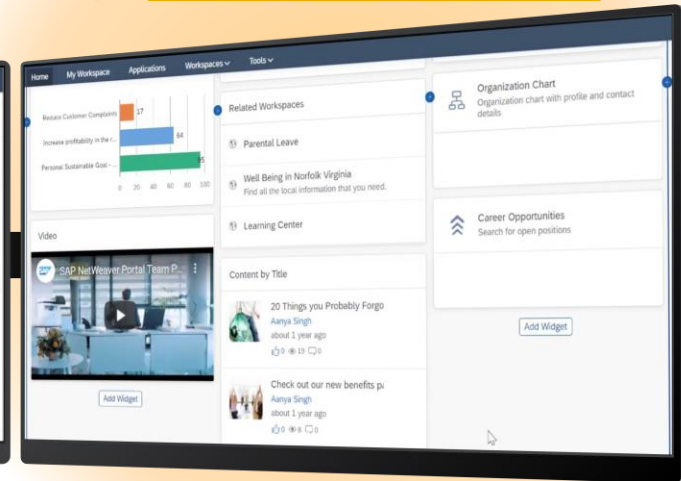 Home My Workspace Applications Workspaces Tools
Reduce Customer Complaints 17
Increase profitability in the r... 64
Personal Sustainable Goal - ... 95
0 20 40 60 80 100
Video
SAP SAP NetWeaver Portal Team P...
Add Widget
Related Workspaces
Parental Leave
Well Being in Norfolk Virginia
Find all the local information that you need.
Learning Center
Content by Title
20 Things you Probably Forgo
Aanya Singh
about 1 year ago
0 19 0
Check out our new benefits pa
Aanya Singh
about 1 year ago
0 8 0
Organization Chart
Organization chart with profile and contact
details
Career Opportunities
Search for open positions
Add Widget